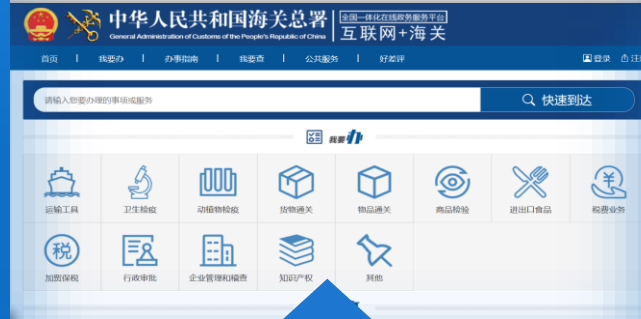 中华人民共和国海关总署
General Administration of Customs of the People's Republic of China
全国一体化在线政务服务平台
互联网+海关
首页 我要办 办事指南 我要查 公共服务 好差评 登录 注
请输入您要办理的事项或服务 快速到达
我要办
运输工具 卫生检疫 动植物检疫 货物通关 物品通关 商品检验 进出口食品 税费业务
税
加贸保税 行政审批 企业管理和稽查 知识产权 其他